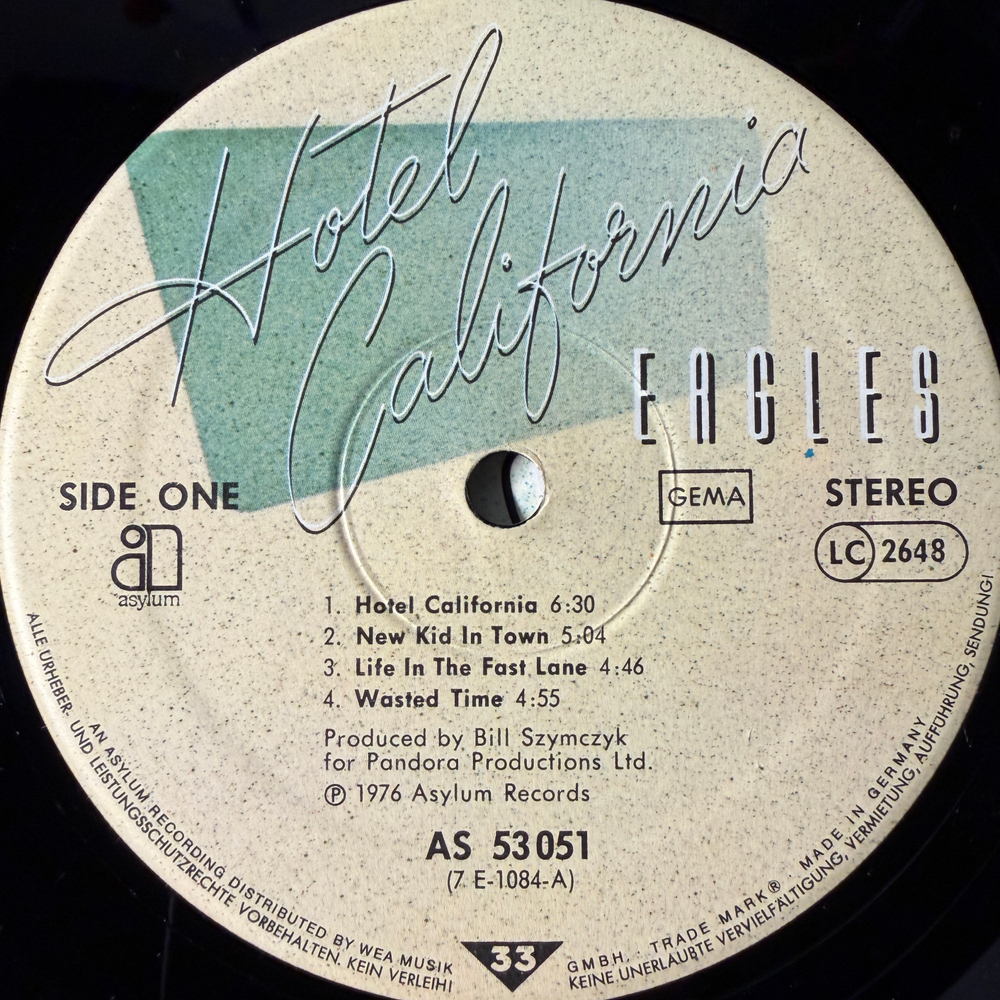 Hotel
California
EAGLES
SIDE ONE
GEMA
STEREO
LC 2648
asylum
1. Hotel California 6:30
2. New Kid In Town 5:04
3. Life In The Fast Lane 4:46
4. Wasted Time 4:55
Produced by Bill Szymczyk
for Pandora Productions Ltd.
Ⓟ 1976 Asylum Records
AS 53 051
(7 E-1084-A)
33
AN ASYLUM RECORDING DISTRIBUTED BY WEA MUSIK GMBH. · TRADE MARK® · MADE IN GERMANY
ALLE URHEBER- UND LEISTUNGSSCHUTZRECHTE VORBEHALTEN. KEIN VERLEIH! KEINE UNERLAUBTE VERVIELFÄLTIGUNG, VERMIETUNG, AUFFÜHRUNG, SENDUNG!